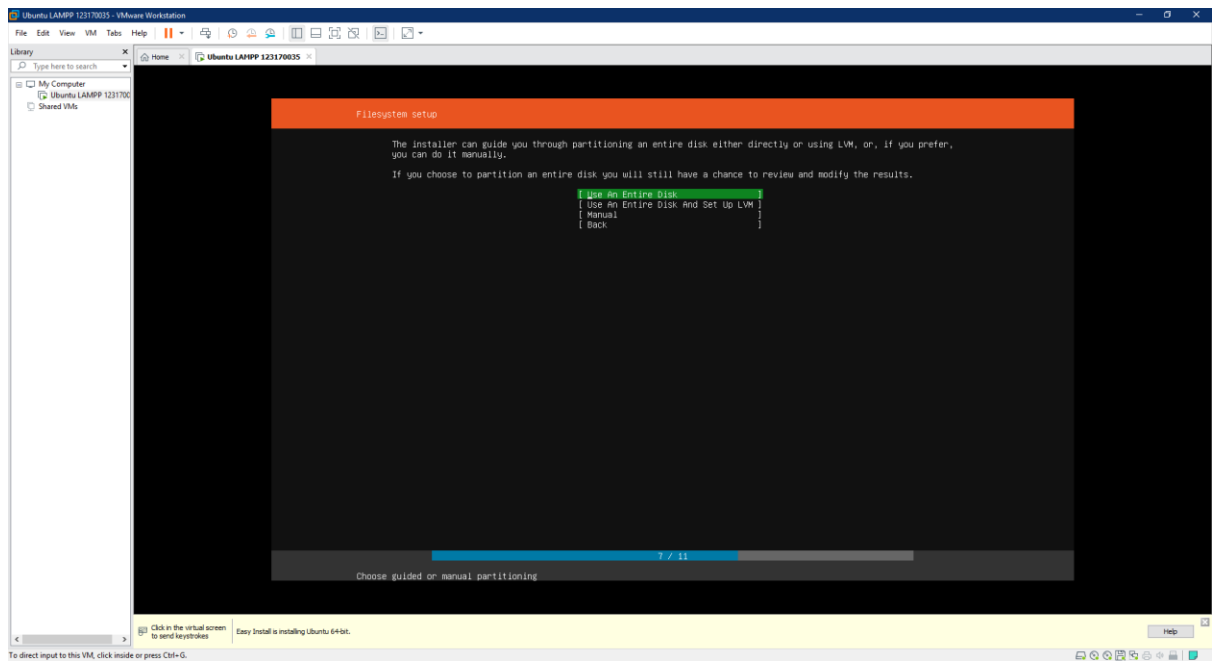 Ubuntu LAMPP 123170035 - VMware Workstation
File Edit View VM Tabs Help
Library
Home
Ubuntu LAMPP 123170035
Type here to search
My Computer
Ubuntu LAMPP 1231700
Shared VMs
Filesystem setup
The installer can guide you through partitioning an entire disk either directly or using LVM, or, if you prefer,
you can do it manually.
If you choose to partition an entire disk you will still have a chance to review and modify the results.
[ Use An Entire Disk ]
[ Use An Entire Disk And Set Up LVM ]
[ Manual ]
[ Back ]
7 / 11
Choose guided or manual partitioning
Click in the virtual screen
to send keystrokes
Easy Install is installing Ubuntu 64-bit.
Help
To direct input to this VM, click inside or press Ctrl+G.